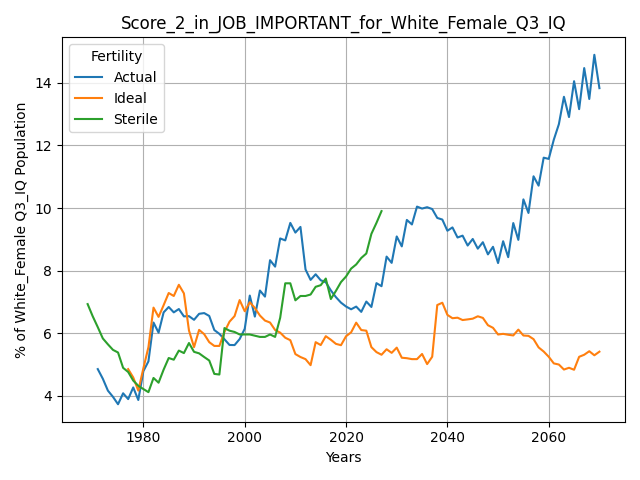 Score_2_in_JOB_IMPORTANT_for_White_Female_Q3_IQ
Fertility
Actual
Ideal
Sterile
% of White_Female Q3_IQ Population
14
12
10
8
6
4
1980
2000
2020
2040
2060
Years